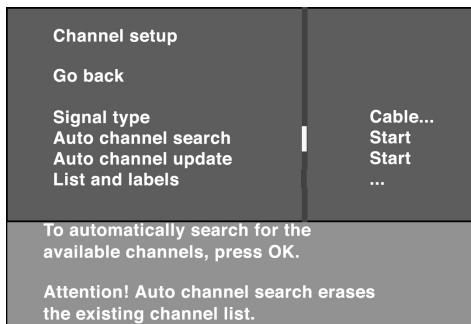 Channel setup
Go back
Signal type Cable...
Auto channel search Start
Auto channel update Start
List and labels ...
To automatically search for the
available channels, press OK.
Attention! Auto channel search erases
the existing channel list.